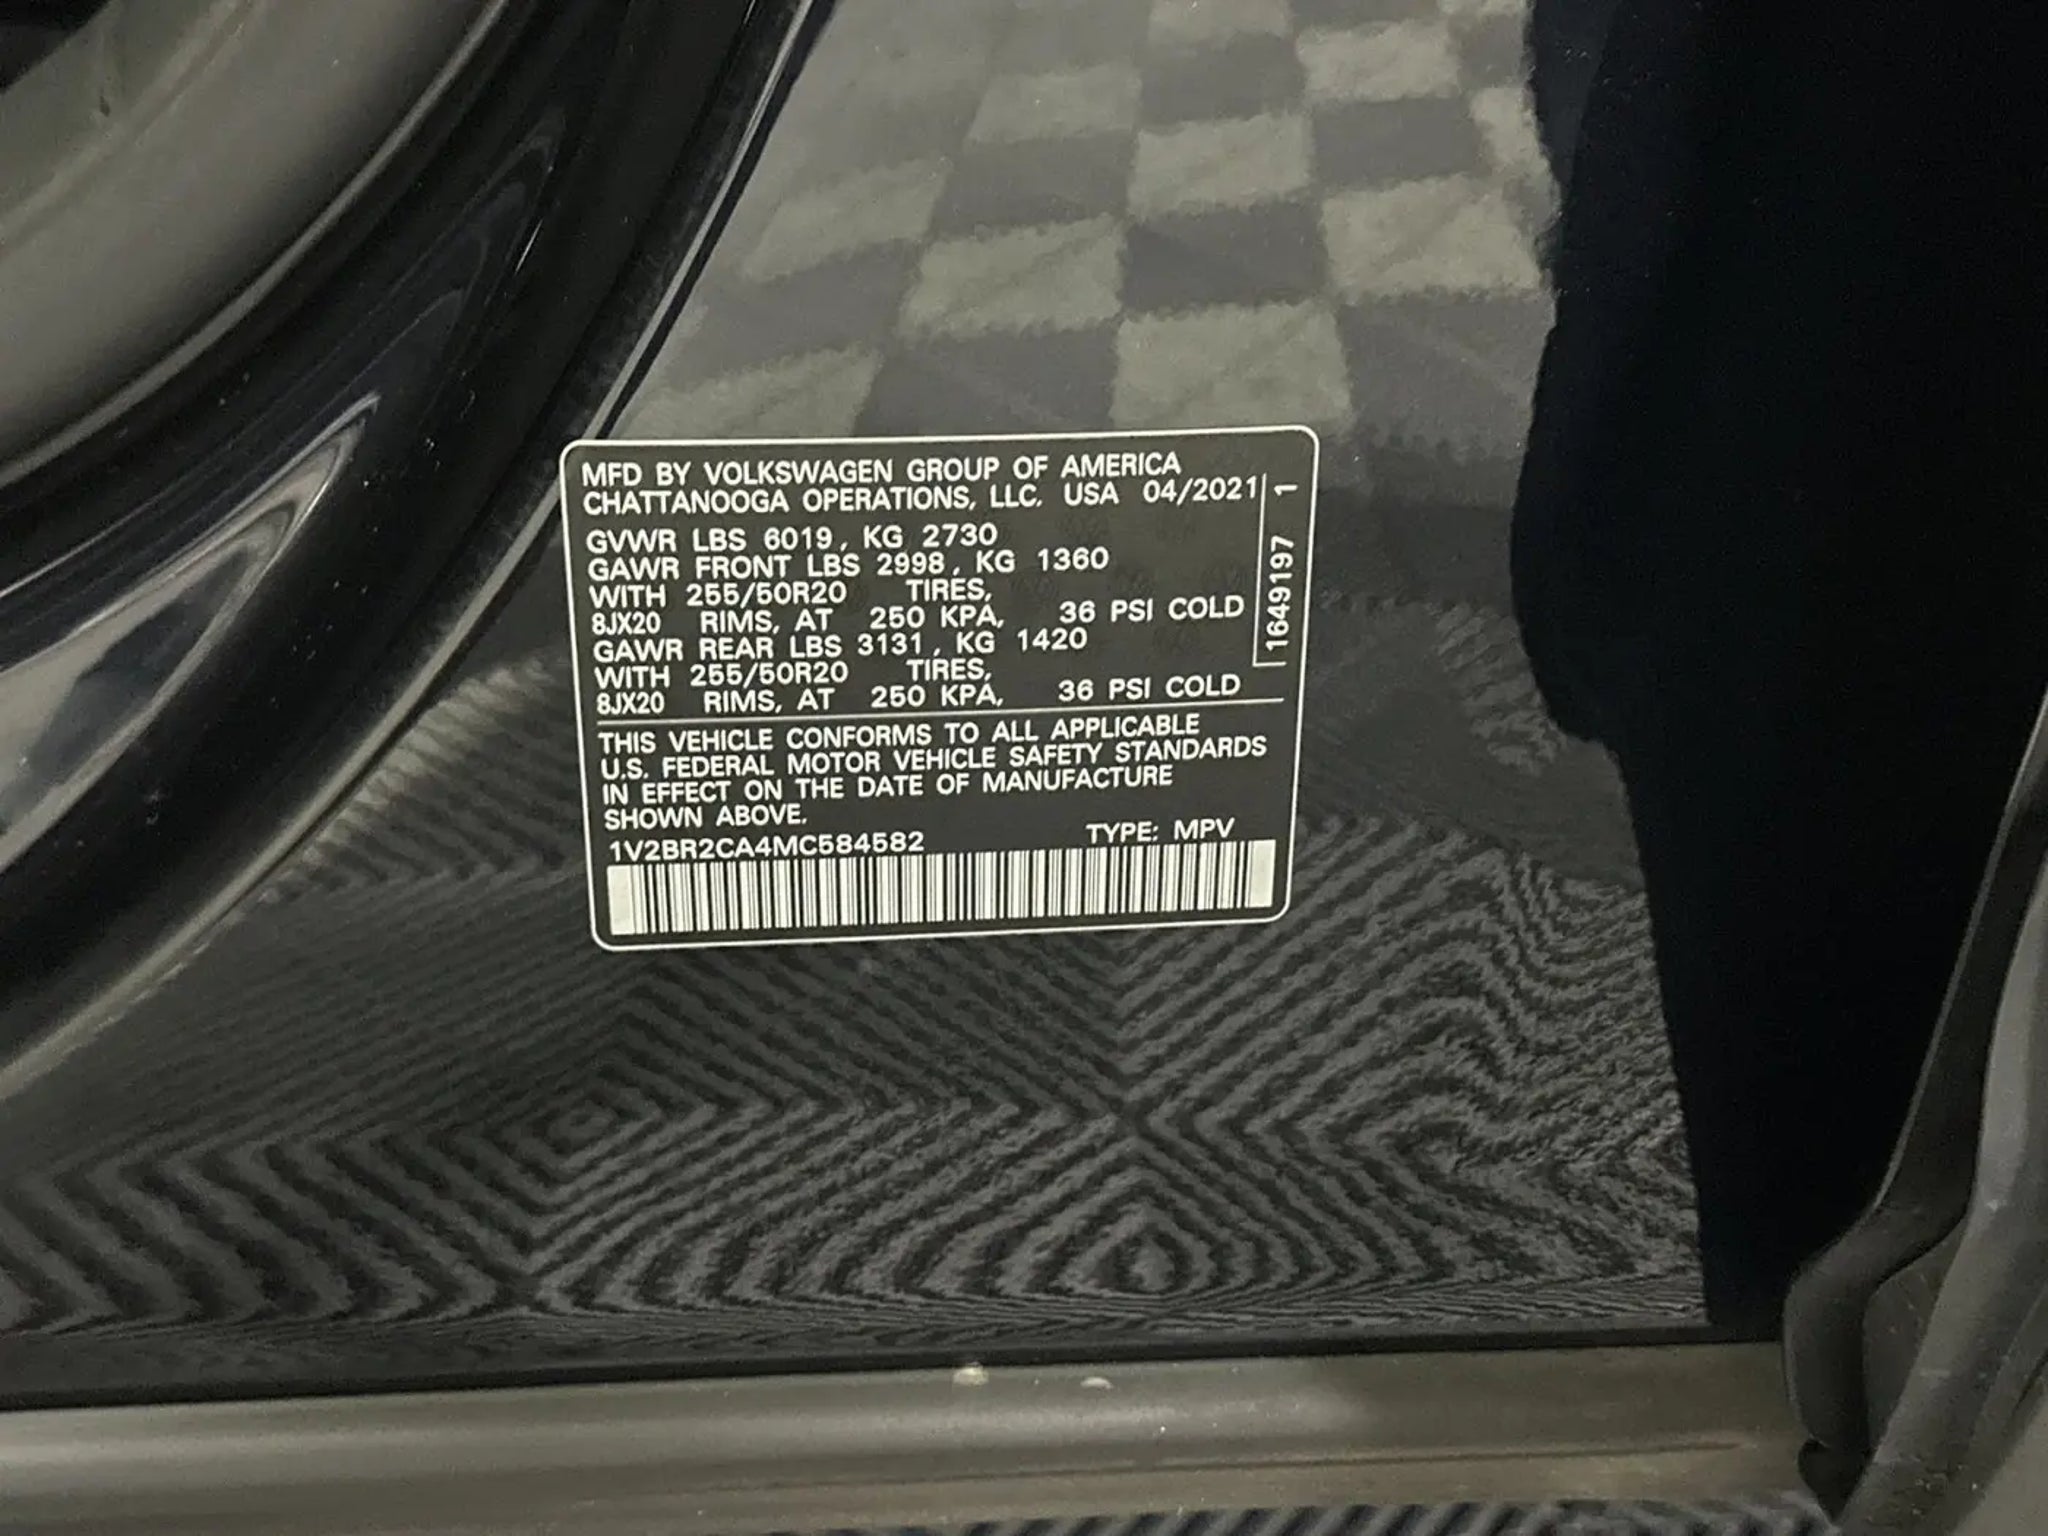 MFD BY VOLKSWAGEN GROUP OF AMERICA
CHATTANOOGA OPERATIONS, LLC. USA 04/2021
GVWR LBS 6019, KG 2730
GAWR FRONT LBS 2998, KG 1360
WITH 255/50R20 TIRES,
8JX20 RIMS, AT 250 KPA, 36 PSI COLD
GAWR REAR LBS 3131, KG 1420
WITH 255/50R20 TIRES,
8JX20 RIMS, AT 250 KPA, 36 PSI COLD
1649197 1
THIS VEHICLE CONFORMS TO ALL APPLICABLE
U.S. FEDERAL MOTOR VEHICLE SAFETY STANDARDS
IN EFFECT ON THE DATE OF MANUFACTURE
SHOWN ABOVE.
1V2BR2CA4MC584582 TYPE: MPV